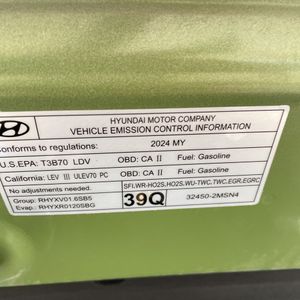 HYUNDAI MOTOR COMPANY
VEHICLE EMISSION CONTROL INFORMATION
Conforms to regulations: 2024 MY
U.S.EPA: T3B70 LDV OBD: CA II Fuel: Gasoline
California: LEV III ULEV70 PC OBD: CA II Fuel: Gasoline
No adjustments needed. SFI,WR-HO2S,HO2S,WU-TWC,TWC,EGR,EGRC
Group: RHYXV01.6SB5 39Q 32450-2MSN4
Evap.: RHYXR0120SBG